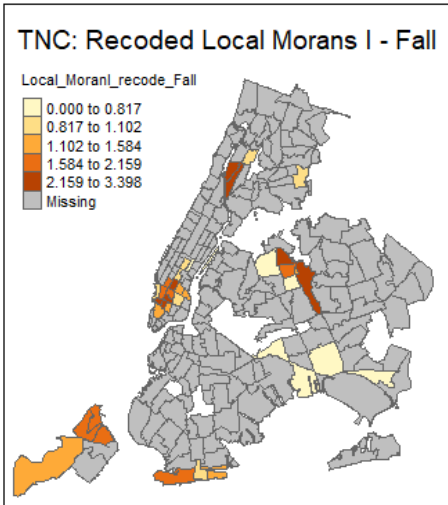 TNC: Recoded Local Morans I - Fall
Local_MoranI_recode_Fall
0.000 to 0.817
0.817 to 1.102
1.102 to 1.584
1.584 to 2.159
2.159 to 3.398
Missing